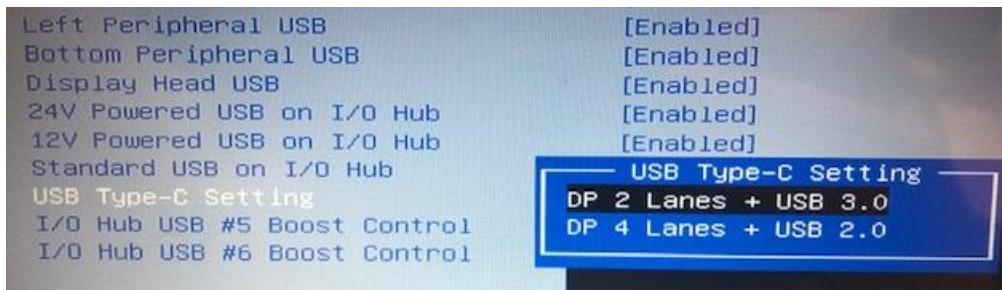 Left Peripheral USB [Enabled]
Bottom Peripheral USB [Enabled]
Display Head USB [Enabled]
24V Powered USB on I/O Hub [Enabled]
12V Powered USB on I/O Hub [Enabled]
Standard USB on I/O Hub
USB Type-C Setting
I/O Hub USB #5 Boost Control
I/O Hub USB #6 Boost Control
USB Type-C Setting
DP 2 Lanes + USB 3.0
DP 4 Lanes + USB 2.0